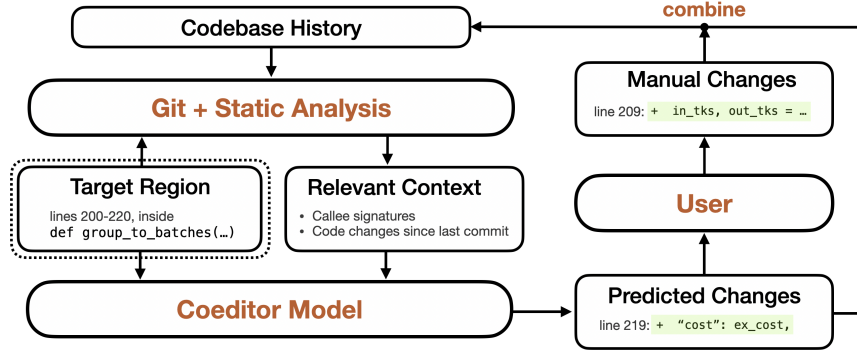 combine
Codebase History
Git + Static Analysis
Target Region
lines 200-220, inside
def group_to_batches(…)
Relevant Context
• Callee signatures
• Code changes since last commit
Coeditor Model
Manual Changes
line 209: + in_tks, out_tks = …
User
Predicted Changes
line 219: + “cost”: ex_cost,